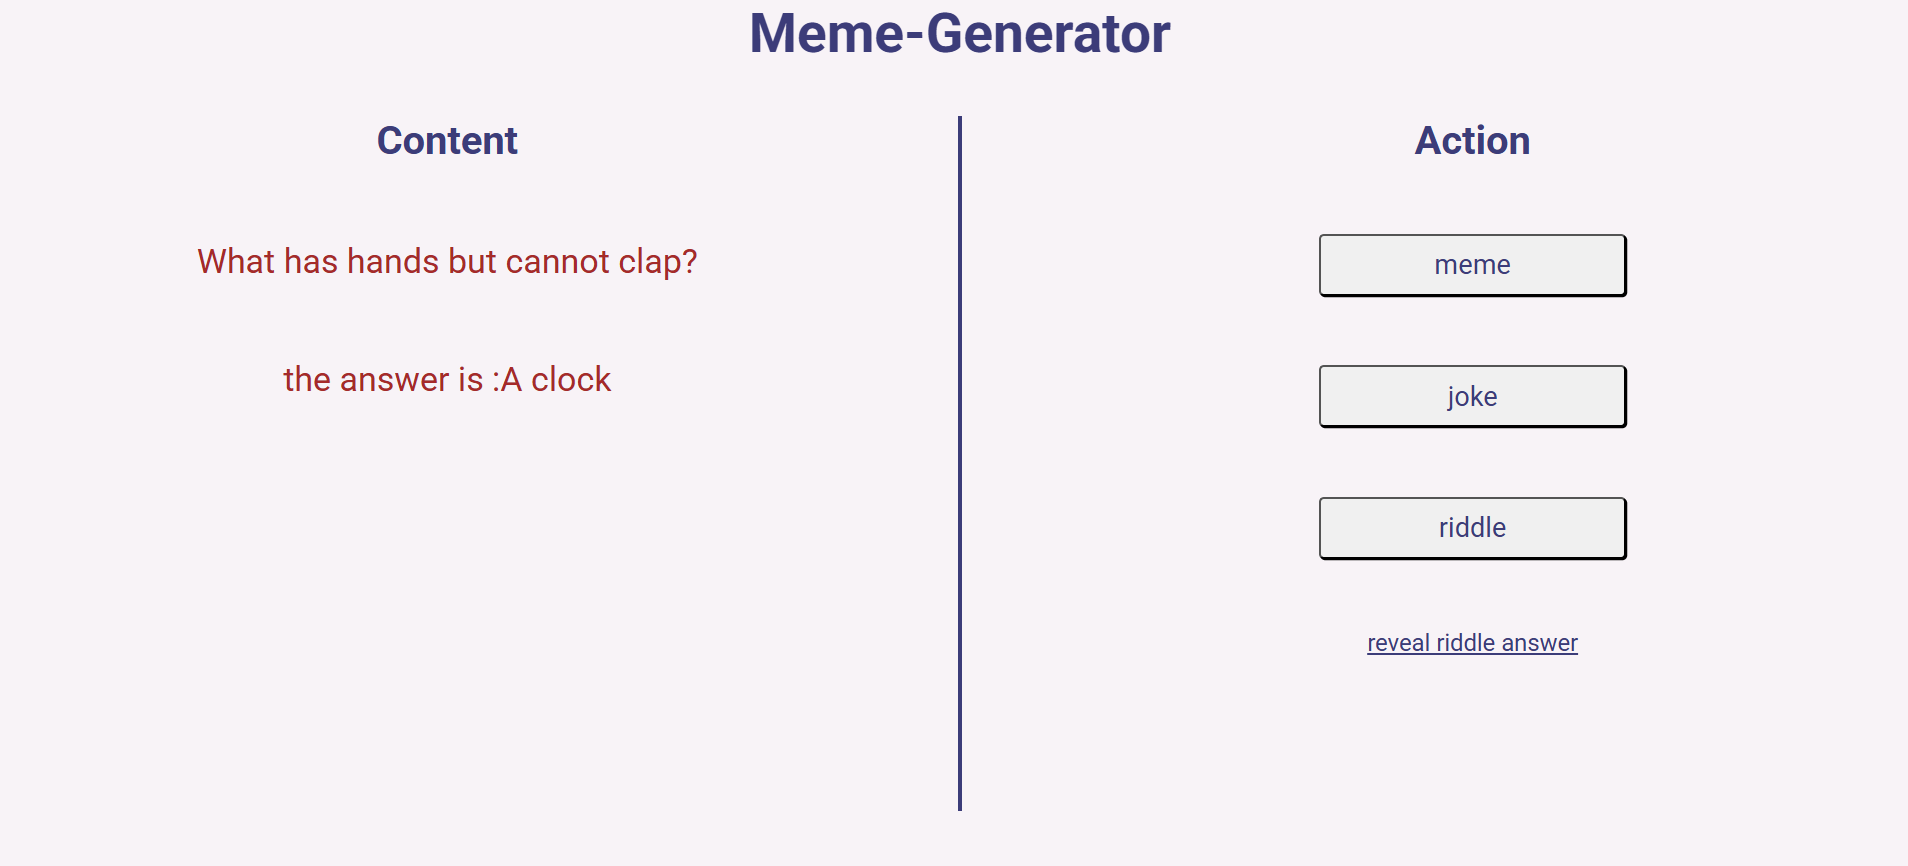 Meme-Generator
Content
What has hands but cannot clap?
the answer is :A clock
Action
meme
joke
riddle
reveal riddle answer